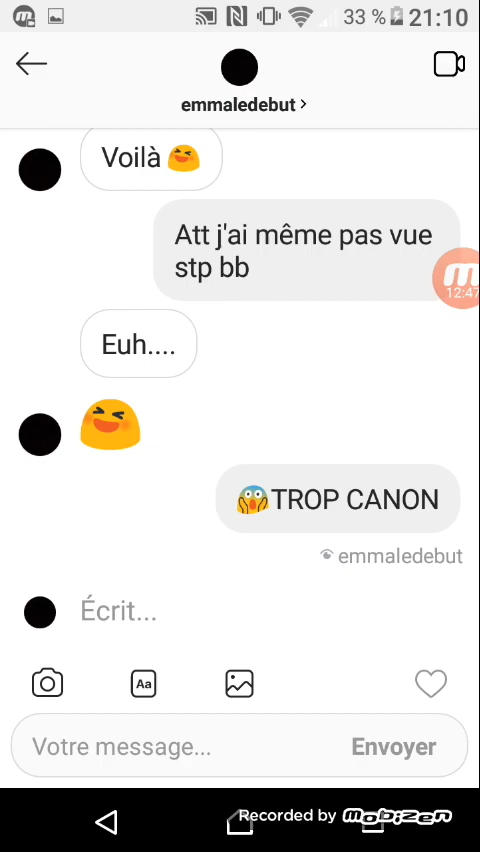 33 % 21:10
emmaledebut >
Voilà 😆
Att j'ai même pas vue
stp bb
12:47
Euh....
😆
😱TROP CANON
emmaledebut
Écrit...
Aa
Votre message... Envoyer
Recorded by MOBIZEN